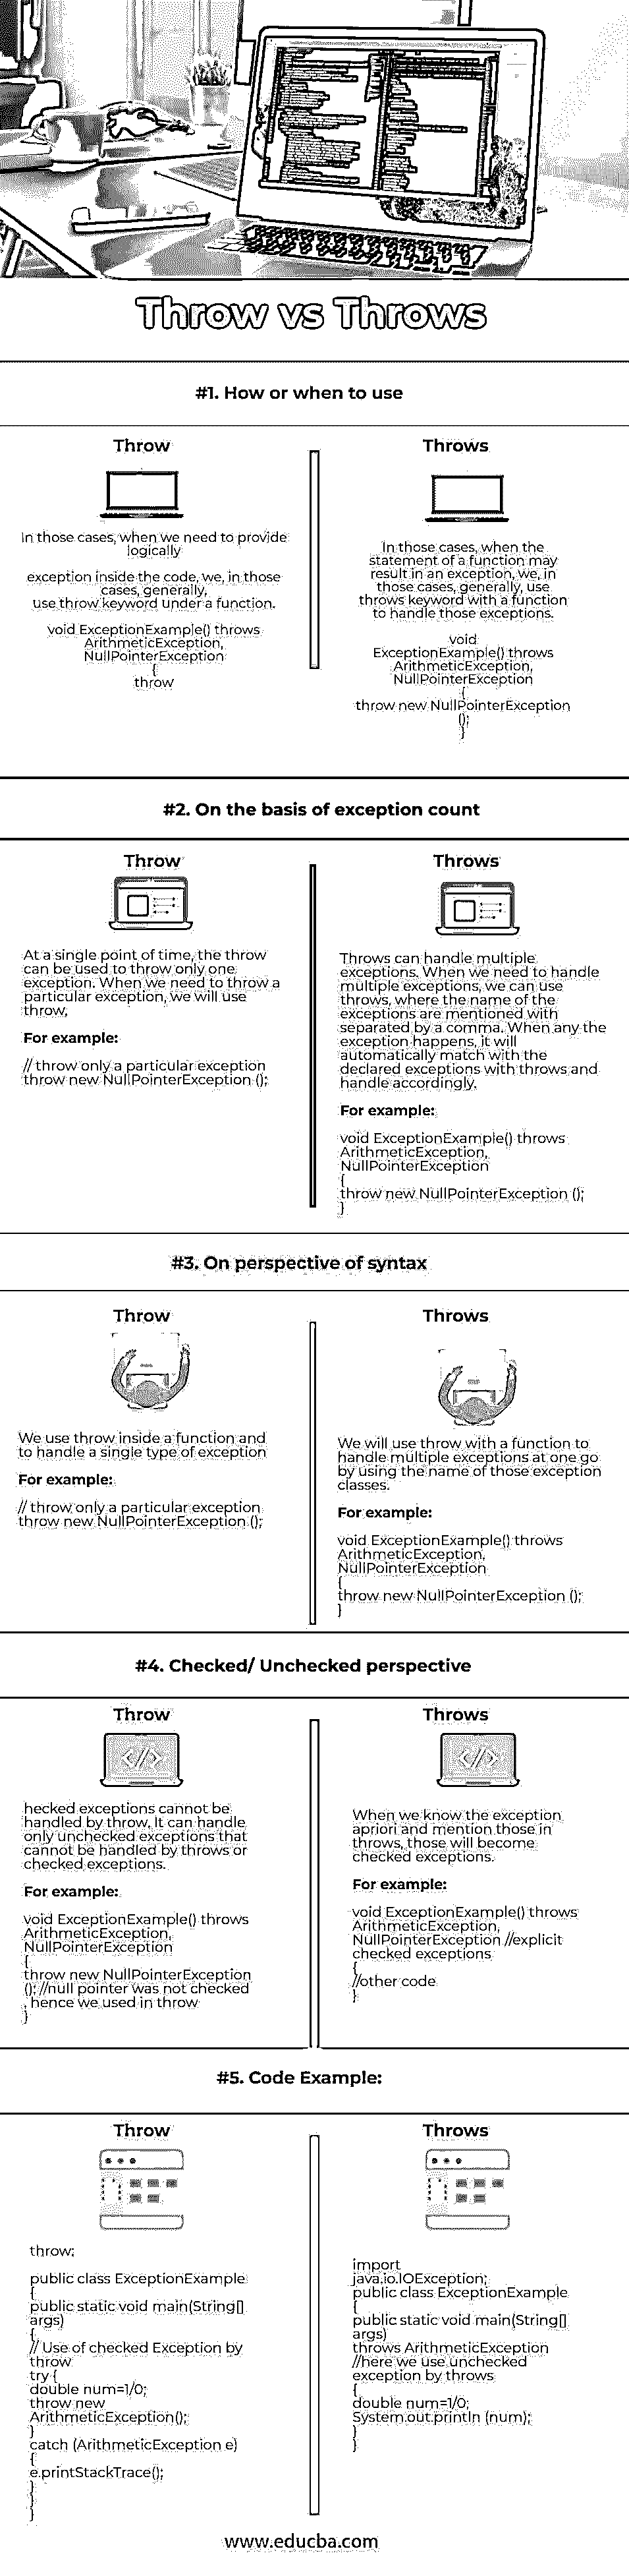 Throw vs Throws
#1. How or when to use
Throw
In those cases, when we need to provide
logically
exception inside the code, we, in those
cases, generally,
use throw keyword under a function.
void ExceptionExample() throws
ArithmeticException,
NullPointerException
{
throw
Throws
In those cases, when the
statement of a function may
result in an exception, we, in
those cases, generally, use
throws keyword with a function
to handle those exceptions.
void
ExceptionExample() throws
ArithmeticException,
NullPointerException
{
throw new NullPointerException
();
}
#2. On the basis of exception count
Throw
At a single point of time, the throw
can be used to throw only one
exception. When we need to throw a
particular exception, we will use
throw,
For example:
// throw only a particular exception
throw new NullPointerException ();
Throws
Throws can handle multiple
exceptions. When we need to handle
multiple exceptions, we can use
throws, where the name of the
exceptions are mentioned with
separated by a comma. When any the
exception happens, it will
automatically match with the
declared exceptions with throws and
handle accordingly.
For example:
void ExceptionExample() throws
ArithmeticException,
NullPointerException
{
throw new NullPointerException ();
}
#3. On perspective of syntax
Throw
We use throw inside a function and
to handle a single type of exception
For example:
// throw only a particular exception
throw new NullPointerException ();
Throws
We will use throw with a function to
handle multiple exceptions at one go
by using the name of those exception
classes.
For example:
void ExceptionExample() throws
ArithmeticException,
NullPointerException
{
throw new NullPointerException ();
}
#4. Checked/ Unchecked perspective
Throw
hecked exceptions cannot be
handled by throw. It can handle
only unchecked exceptions that
cannot be handled by throws or
checked exceptions.
For example:
void ExceptionExample() throws
ArithmeticException,
NullPointerException
{
throw new NullPointerException
(); //null pointer was not checked
, hence we used in throw
}
Throws
When we know the exception
apriori and mention those in
throws, those will become
checked exceptions.
For example:
void ExceptionExample() throws
ArithmeticException,
NullPointerException //explicit
checked exceptions
{
//other code
}
#5. Code Example:
Throw
throw;
public class ExceptionExample
{
public static void main(String[]
args)
{
// Use of checked Exception by
throw
try {
double num=1/0;
throw new
ArithmeticException();
}
catch (ArithmeticException e)
{
e.printStackTrace();
}
}
}
Throws
import
java.io.IOException;
public class ExceptionExample
{
public static void main(String[]
args)
throws ArithmeticException
//here we use unchecked
exception by throws
{
double num=1/0;
System.out.println (num);
}
}
www.educba.com